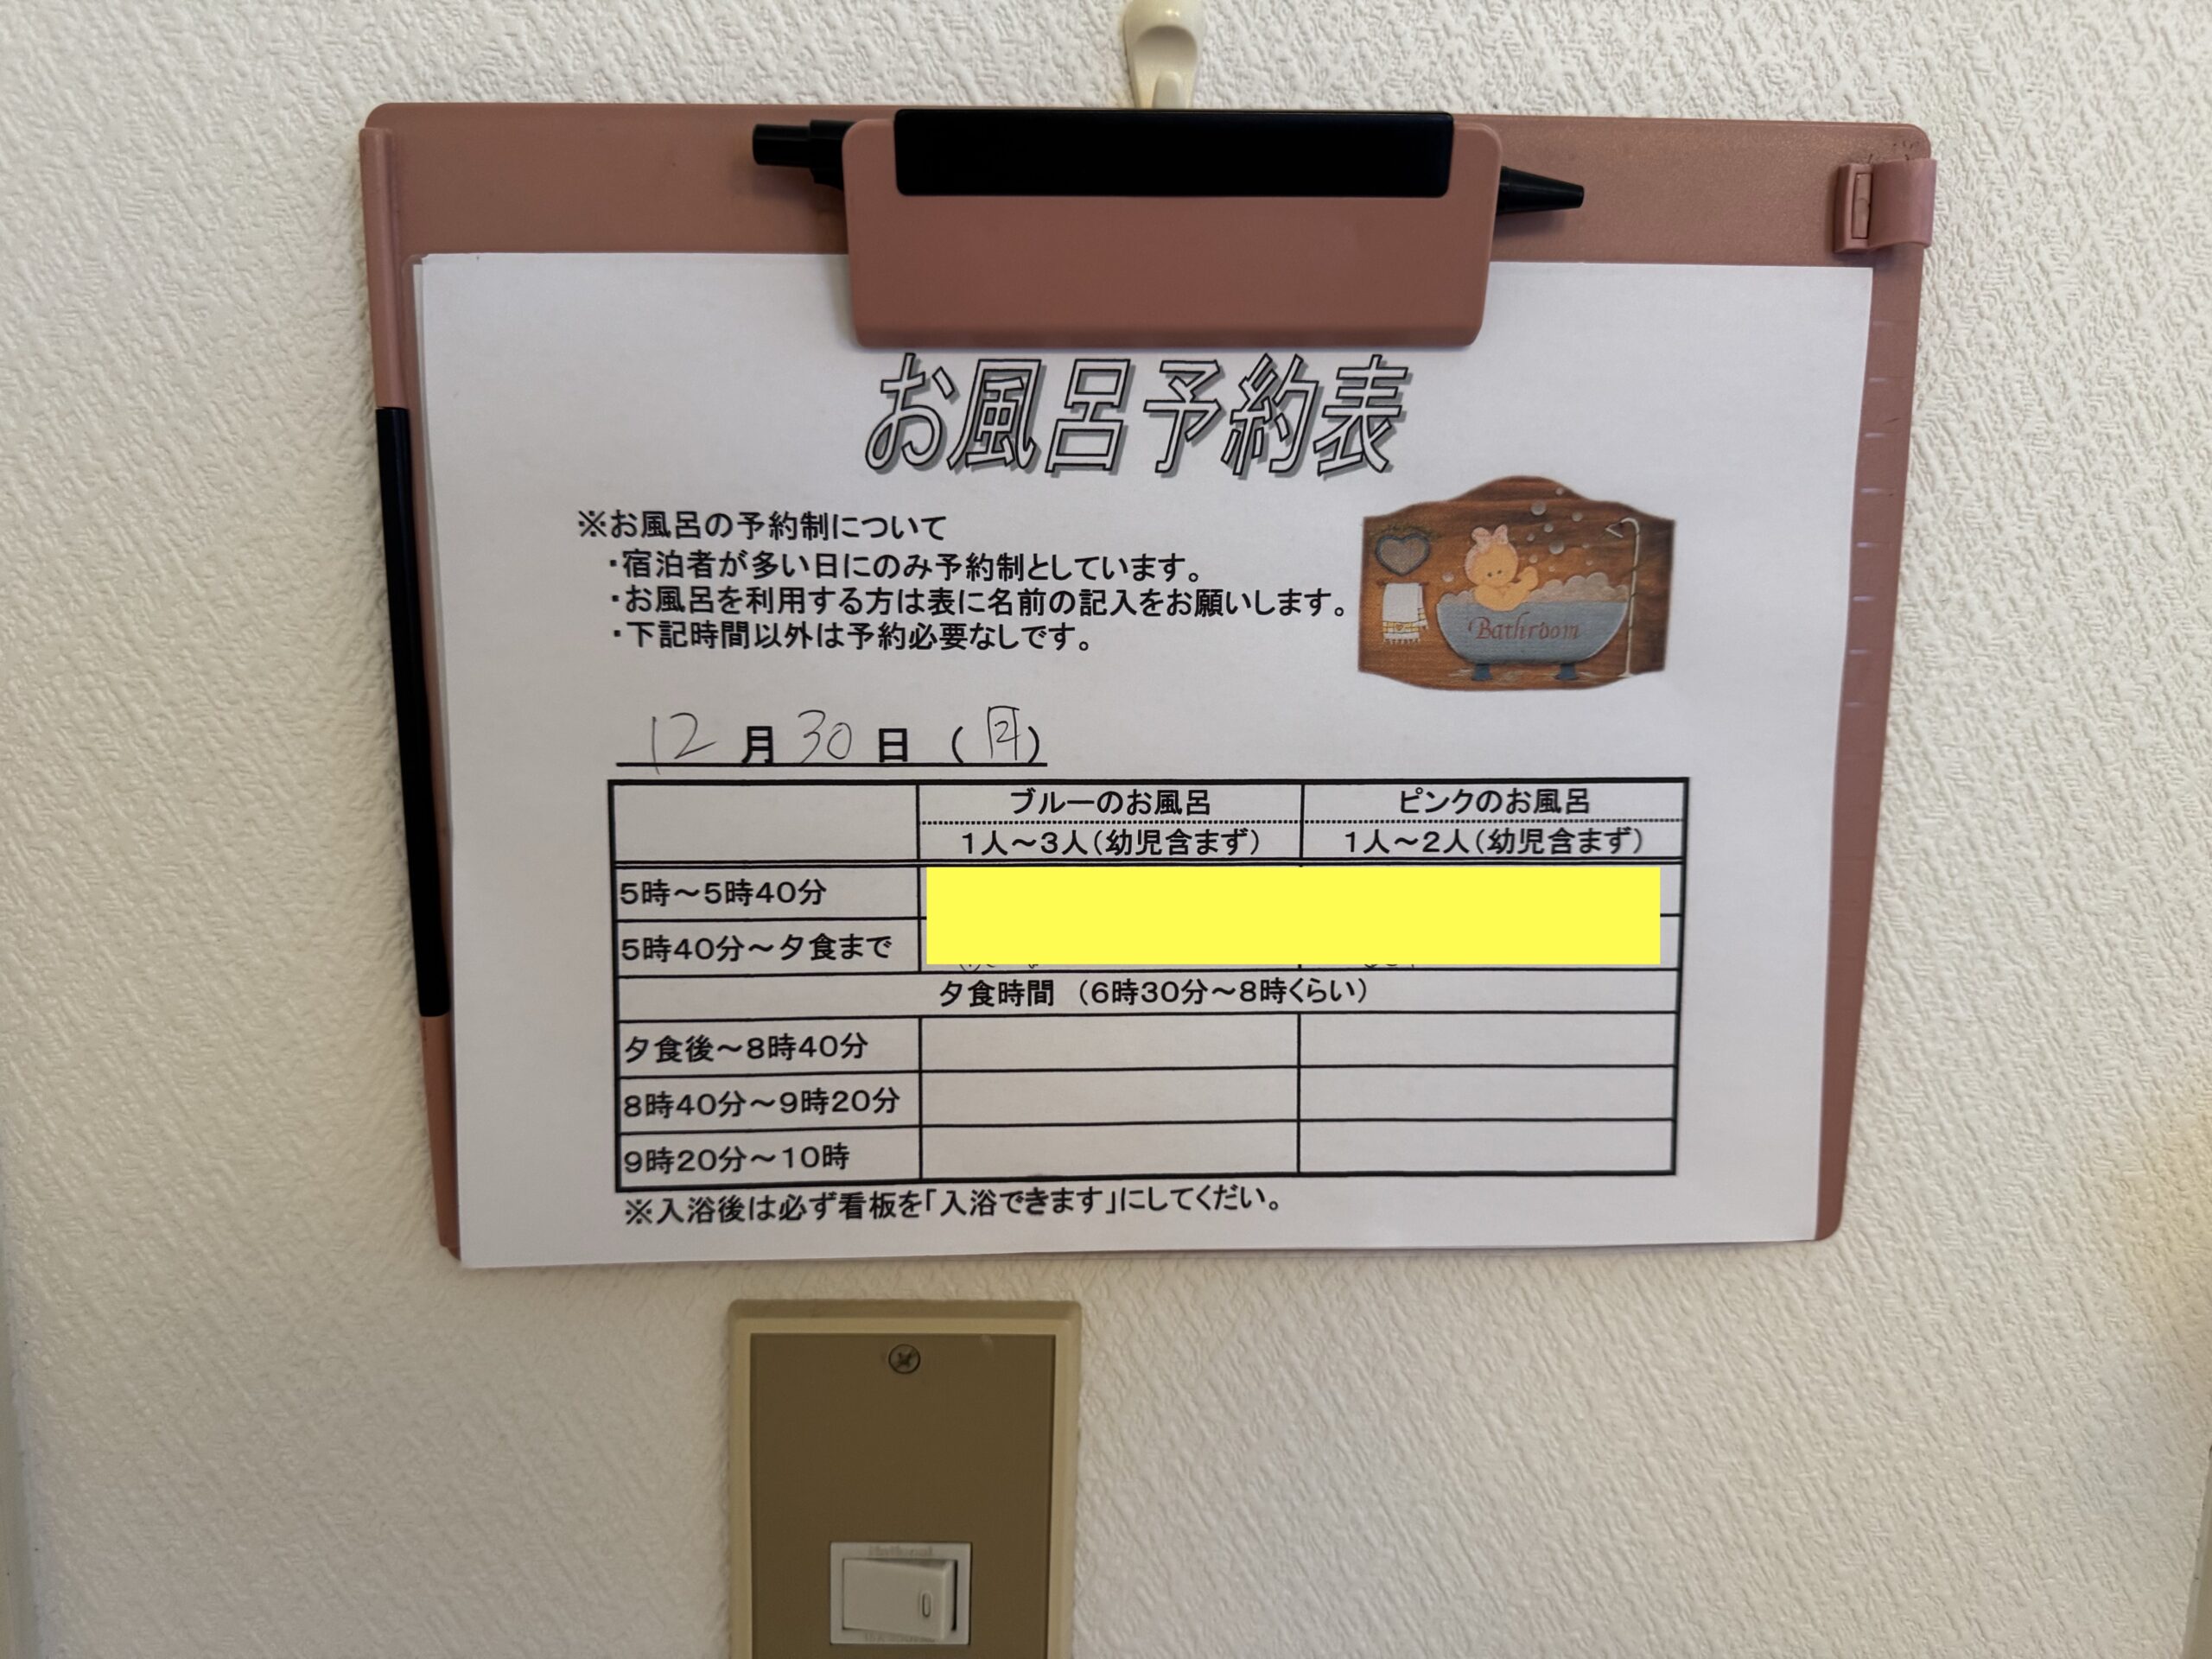 お風呂予約表
※お風呂の予約制について
・宿泊者が多い日にのみ予約制としています。
・お風呂を利用する方は表に名前の記入をお願いします。
・下記時間以外は予約必要なしです。
Bathroom
12月30日(月)
ブルーのお風呂 ピンクのお風呂
1人～3人(幼児含まず) 1人～2人(幼児含まず)
5時～5時40分
5時40分～夕食まで
夕食時間 (6時30分～8時くらい)
夕食後～8時40分
8時40分～9時20分
9時20分～10時
※入浴後は必ず看板を「入浴できます」にしてくだい。